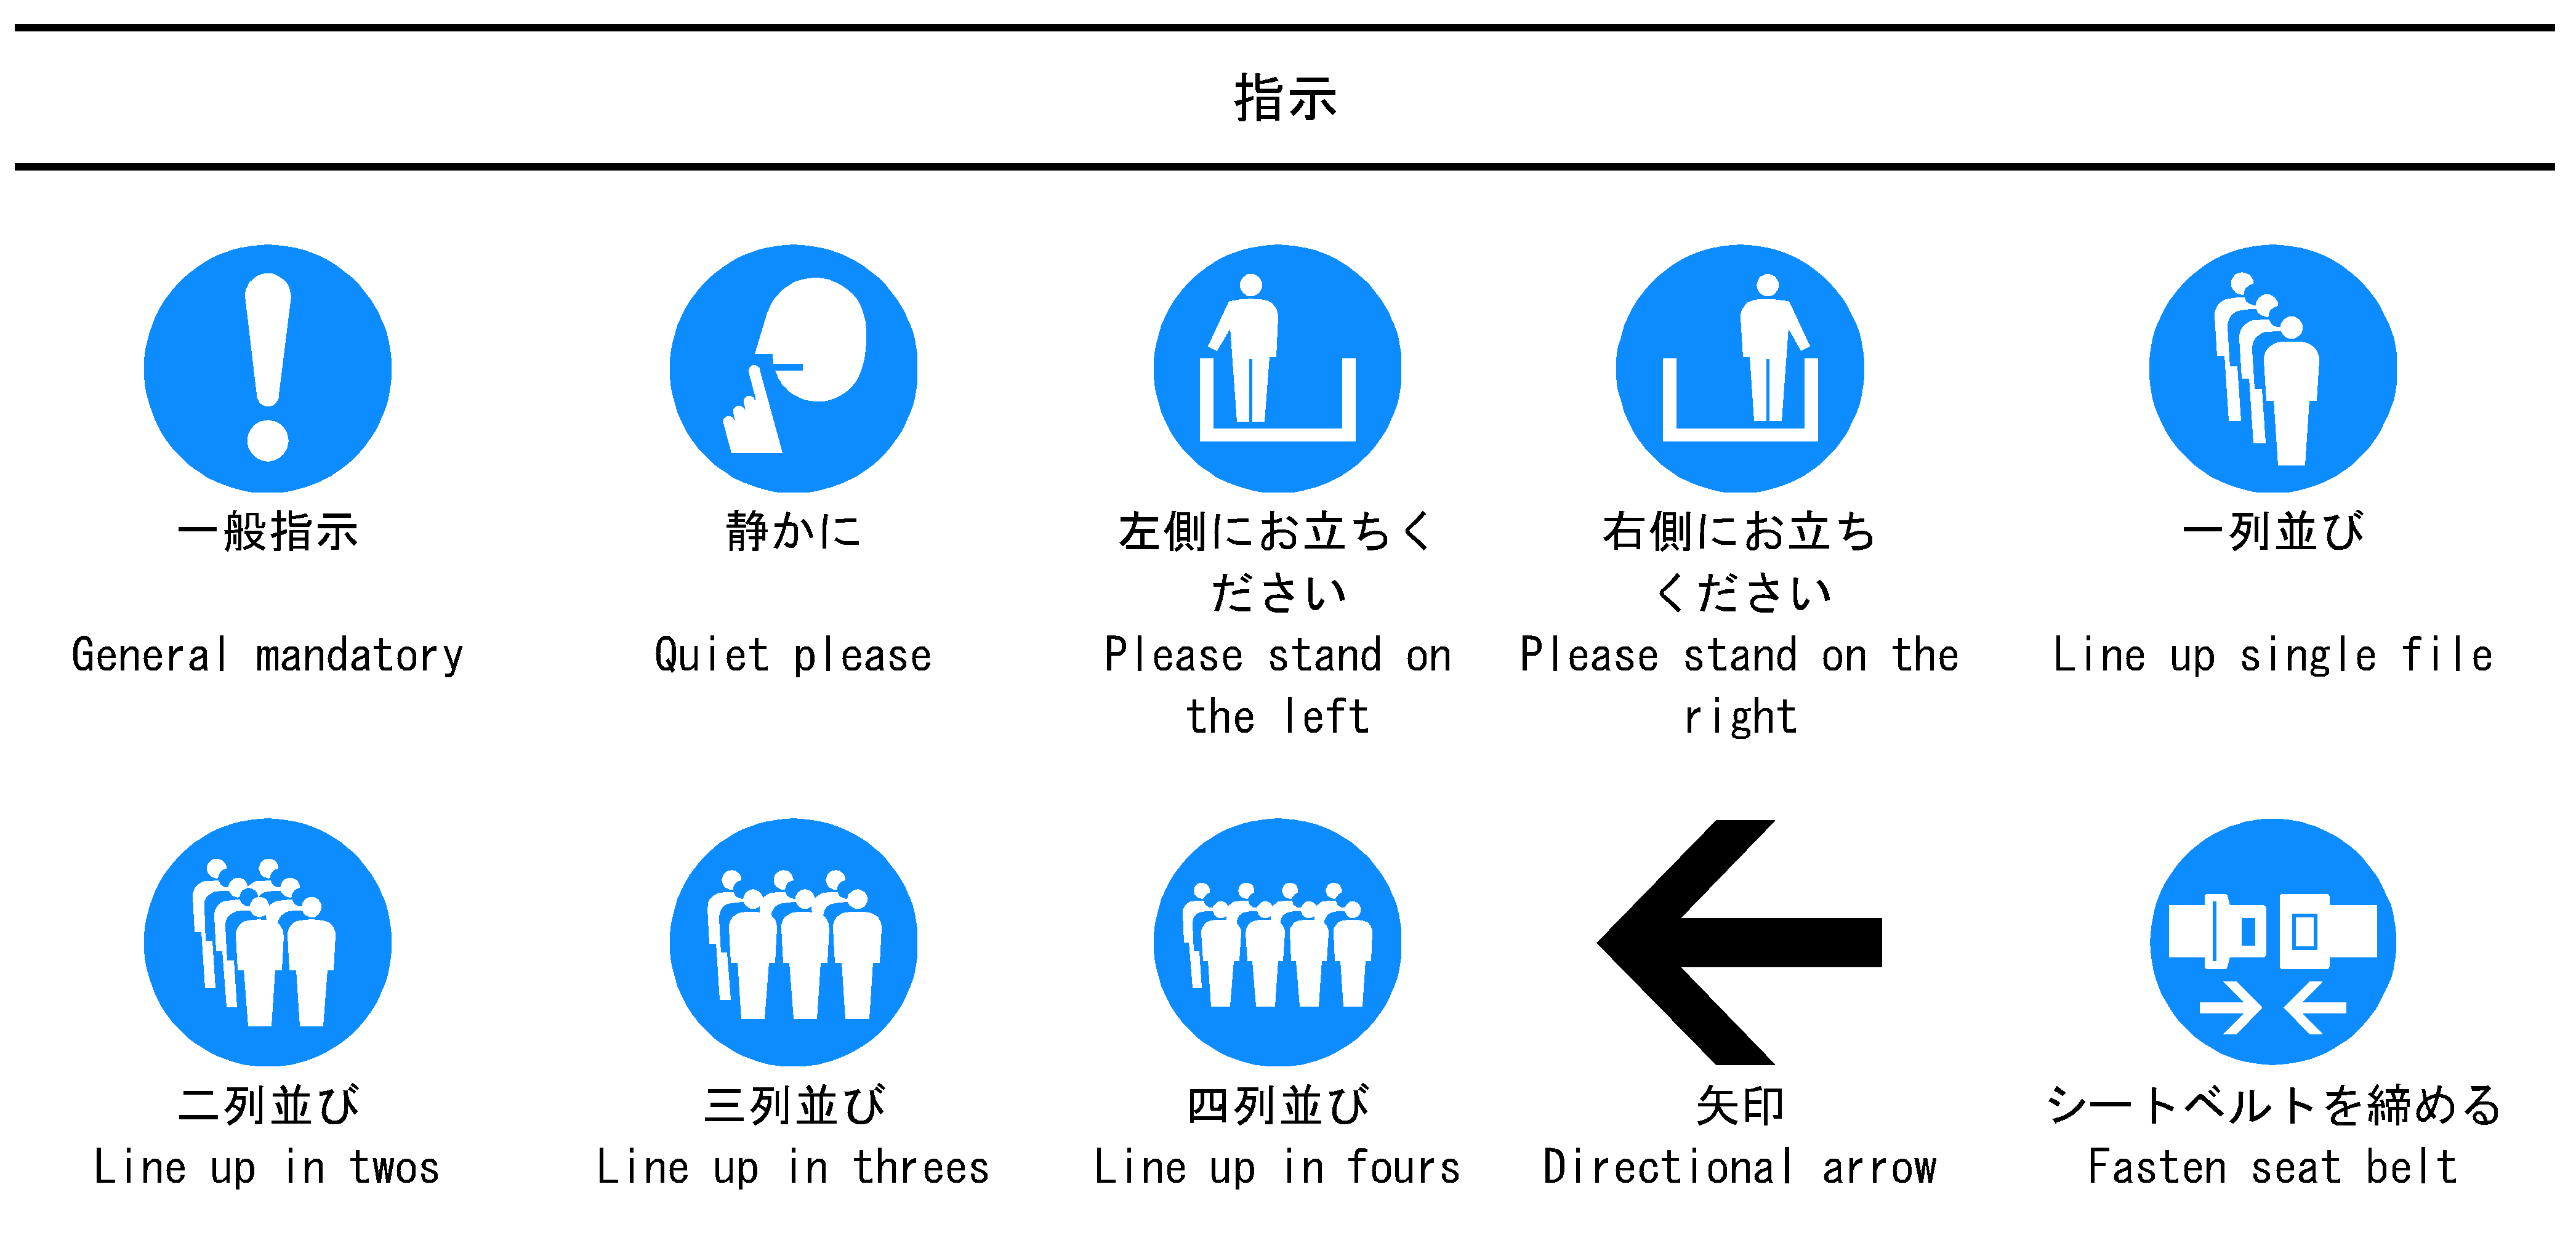 指示
一般指示
General mandatory
静かに
Quiet please
左側にお立ちく
ださい
Please stand on
the left
右側にお立ち
ください
Please stand on the
right
一列並び
Line up single file
二列並び
Line up in twos
三列並び
Line up in threes
四列並び
Line up in fours
矢印
Directional arrow
シートベルトを締める
Fasten seat belt